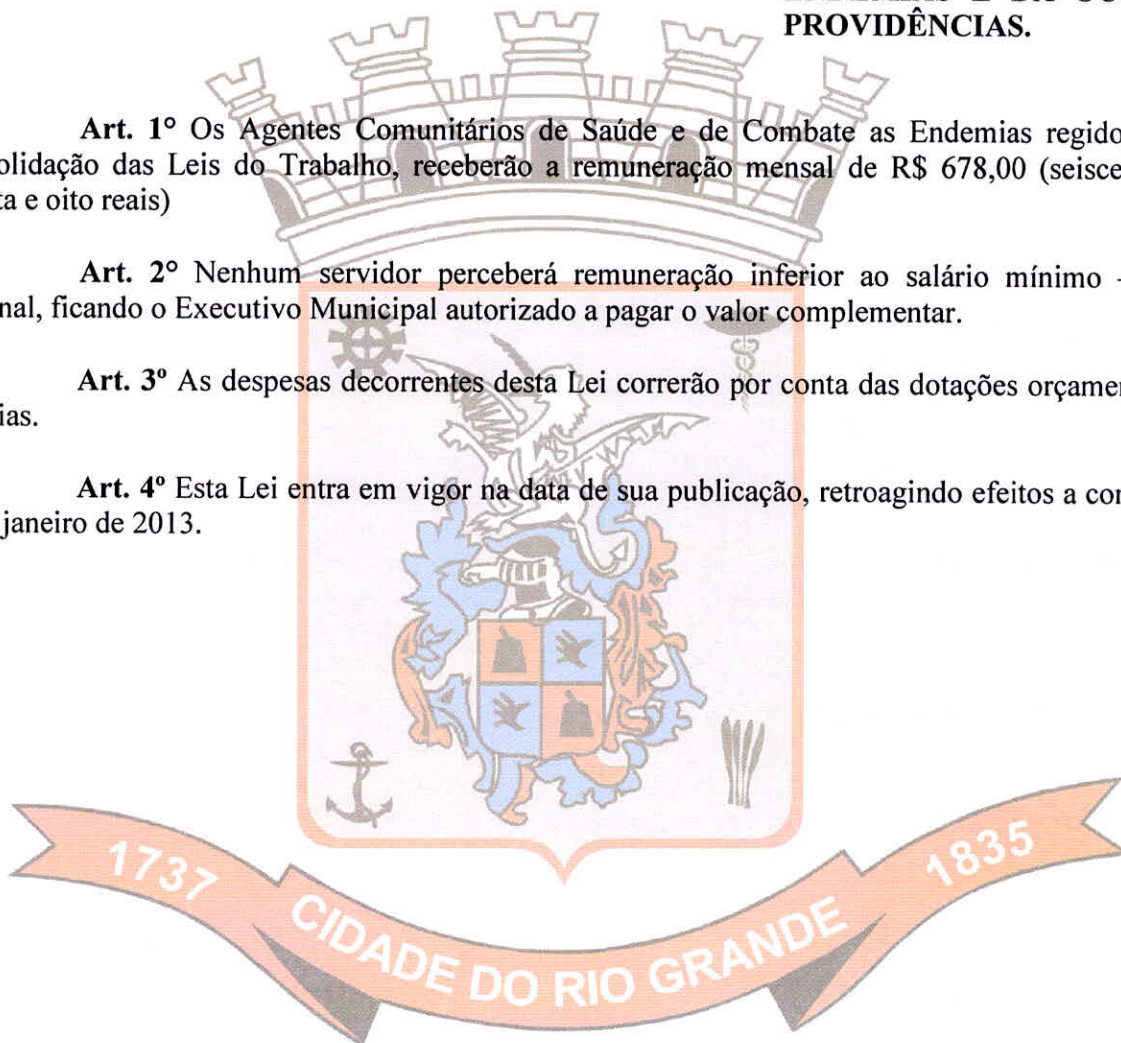 PROVIDÊNCIAS.
Art. 1° Os Agentes Comunitários de Saúde e de Combate as Endemias regido
olidação das Leis do Trabalho, receberão a remuneração mensal de R$ 678,00 (seisce
ta e oito reais)
Art. 2° Nenhum servidor perceberá remuneração inferior ao salário mínimo -
nal, ficando o Executivo Municipal autorizado a pagar o valor complementar.
Art. 3º As despesas decorrentes desta Lei correrão por conta das dotações orçame
ias.
Art. 4º Esta Lei entra em vigor na data de sua publicação, retroagindo efeitos a co
janeiro de 2013.
1737 CIDADE DO RIO GRANDE 1835